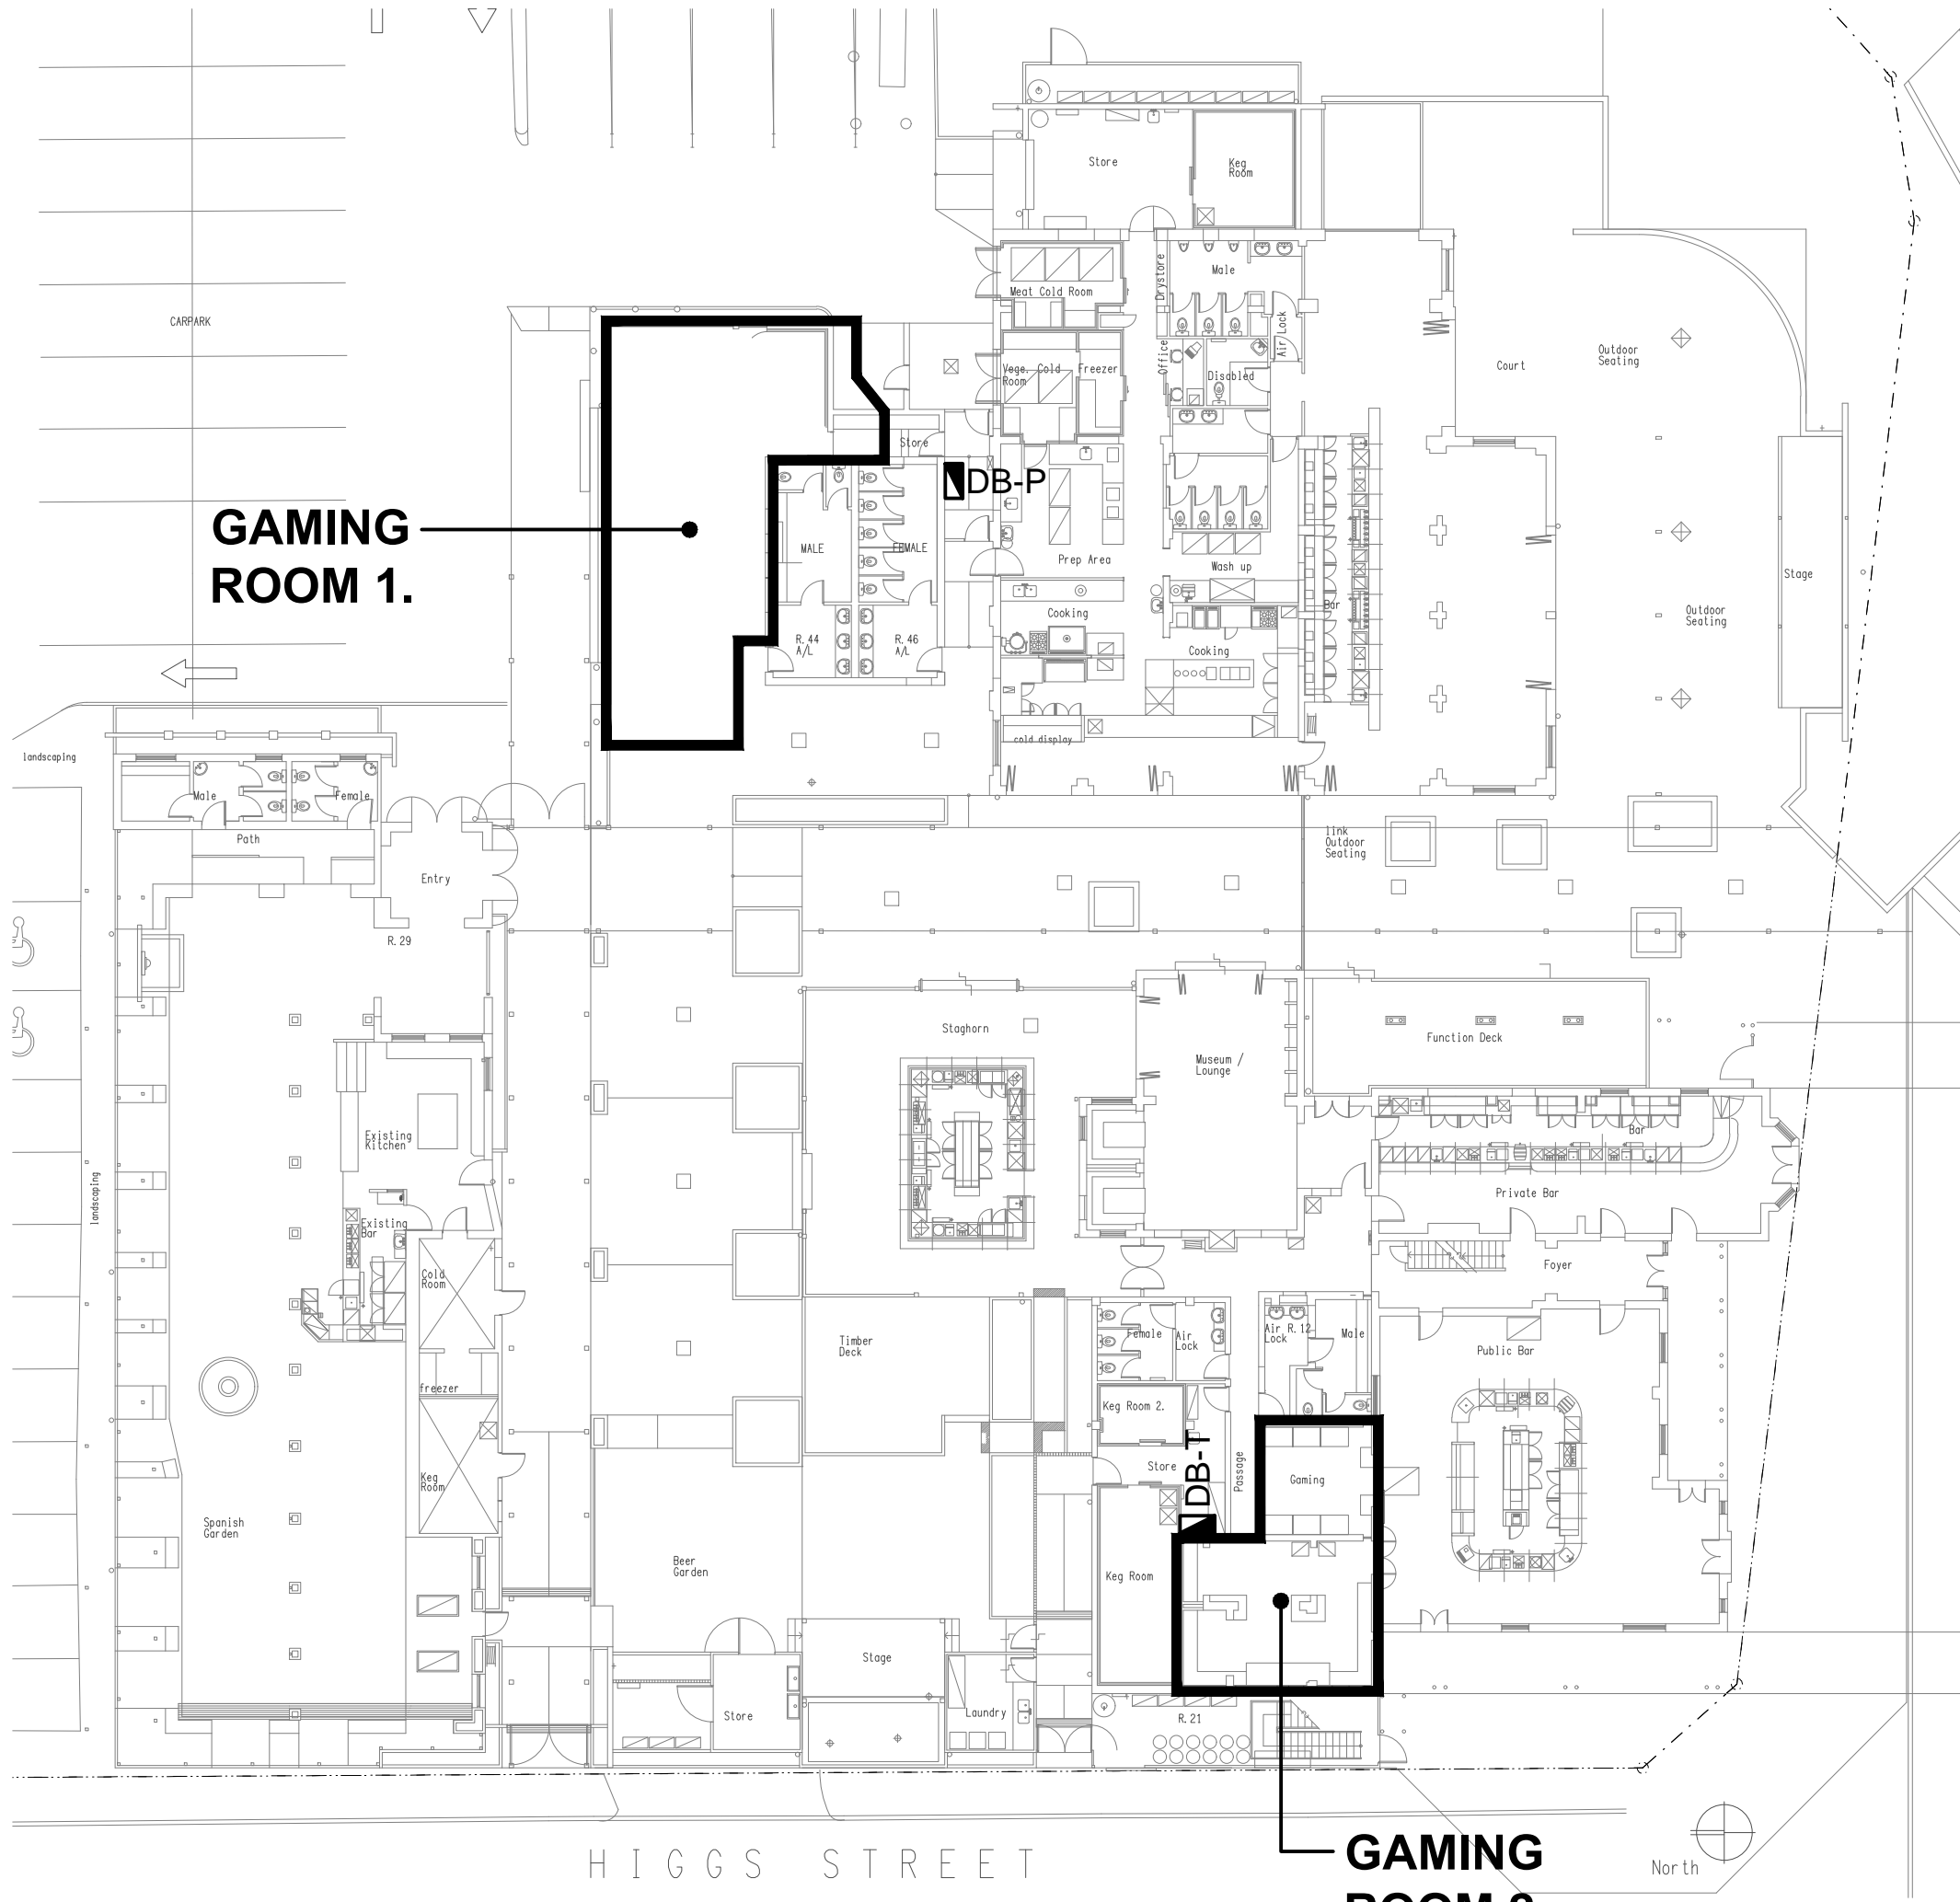 Store
Keg
Room
Drystore
Male
Meat Cold Room
CARPARK
Air Lock
Office
Outdoor
Seating
Court
Vege. Cold
Room
Freezer
Disabled
Store
DB-P
GAMING
ROOM 1.
MALE
FEMALE
Prep Area
Wash up
Stage
Bar
Cooking
Outdoor
Seating
R.44
A/L
R.46
A/L
Cooking
cold display
landscaping
Male
Female
Path
link
Outdoor
Seating
Entry
R.29
Staghorn
Museum /
Lounge
Function Deck
Existing
Kitchen
Bar
landscaping
Private Bar
Existing
Bar
Cold
Room
Foyer
Timber
Deck
Female
Air
Lock
Air
Lock
R.12
Male
Public Bar
freezer
Keg Room 2.
Store
Passage
Gaming
DB-T
Keg
Room
Spanish
Garden
Beer
Garden
Keg Room
Stage
Store
Laundry
R.21
HIGGS STREET
GAMING
North